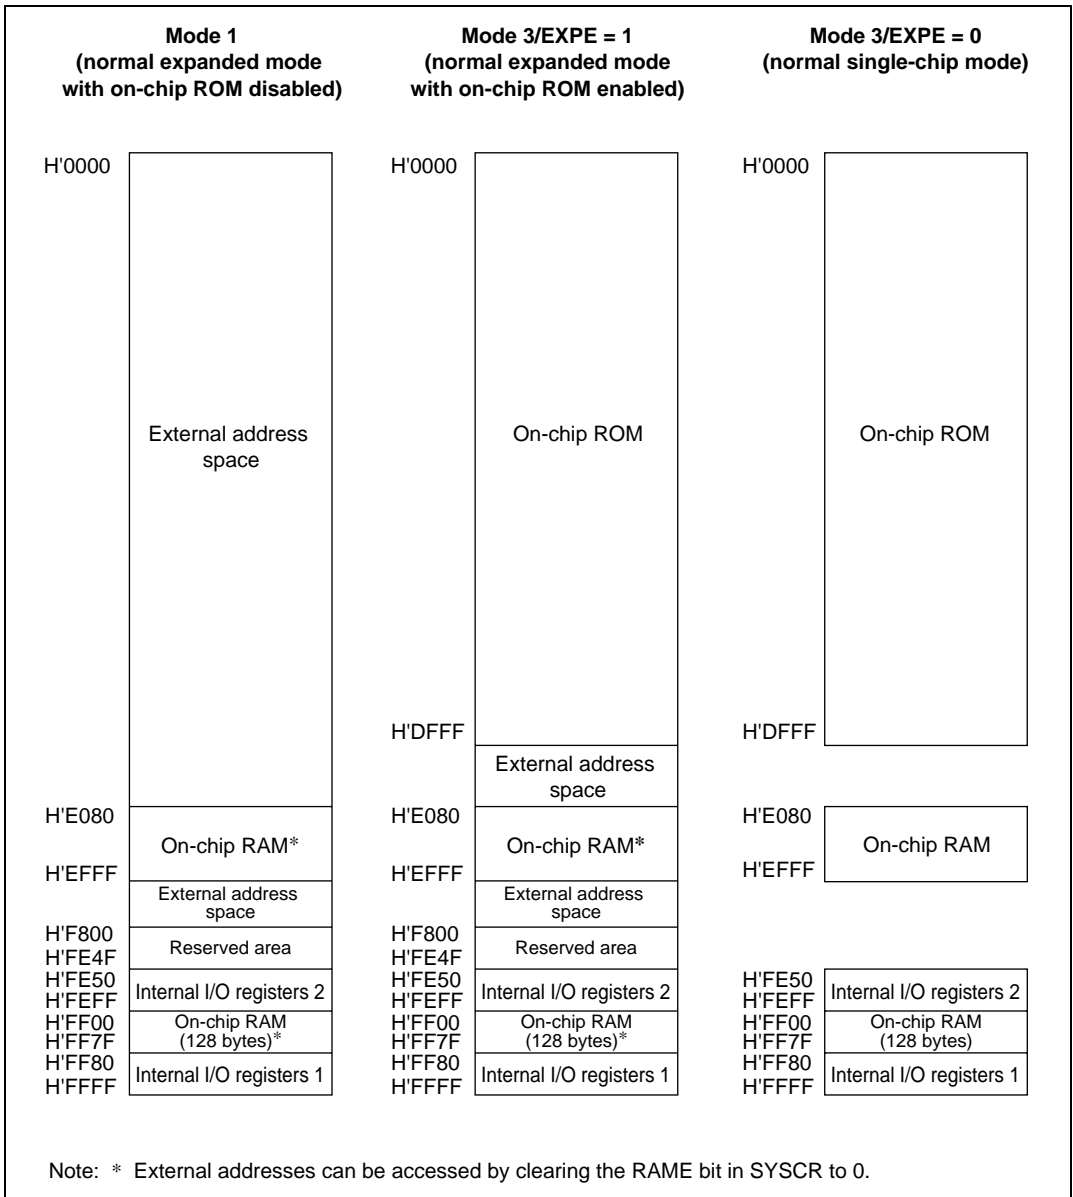 Mode 1
(normal expanded mode
with on-chip ROM disabled)
H'0000
External address
space
H'E080
On-chip RAM*
H'EFFF
External address
space
H'F800
Reserved area
H'FE4F
H'FE50
Internal I/O registers 2
H'FEFF
H'FF00
On-chip RAM
(128 bytes)*
H'FF7F
H'FF80
Internal I/O registers 1
H'FFFF
Mode 3/EXPE = 1
(normal expanded mode
with on-chip ROM enabled)
H'0000
On-chip ROM
H'DFFF
External address
space
H'E080
On-chip RAM*
H'EFFF
External address
space
H'F800
Reserved area
H'FE4F
H'FE50
Internal I/O registers 2
H'FEFF
H'FF00
On-chip RAM
(128 bytes)*
H'FF7F
H'FF80
Internal I/O registers 1
H'FFFF
Mode 3/EXPE = 0
(normal single-chip mode)
H'0000
On-chip ROM
H'DFFF
H'E080
On-chip RAM
H'EFFF
H'FE50
Internal I/O registers 2
H'FEFF
H'FF00
On-chip RAM
(128 bytes)
H'FF7F
H'FF80
Internal I/O registers 1
H'FFFF
Note: * External addresses can be accessed by clearing the RAME bit in SYSCR to 0.